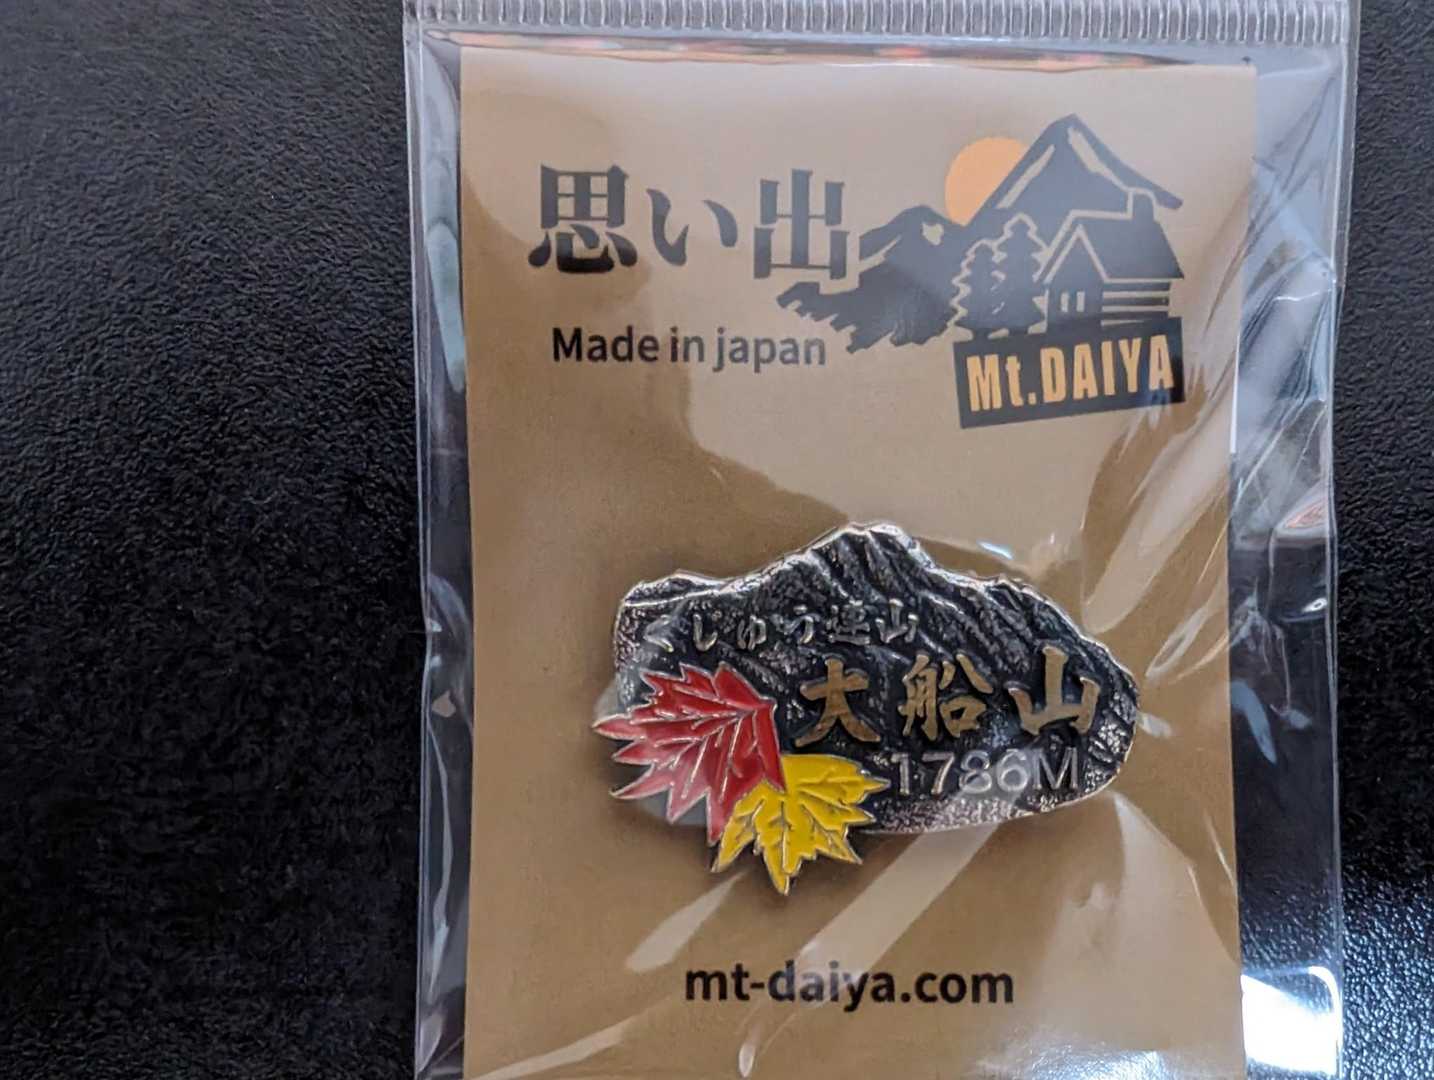 思い出
Made in japan
Mt.DAIYA
くじゅう連山
大船山
1786M
mt-daiya.com